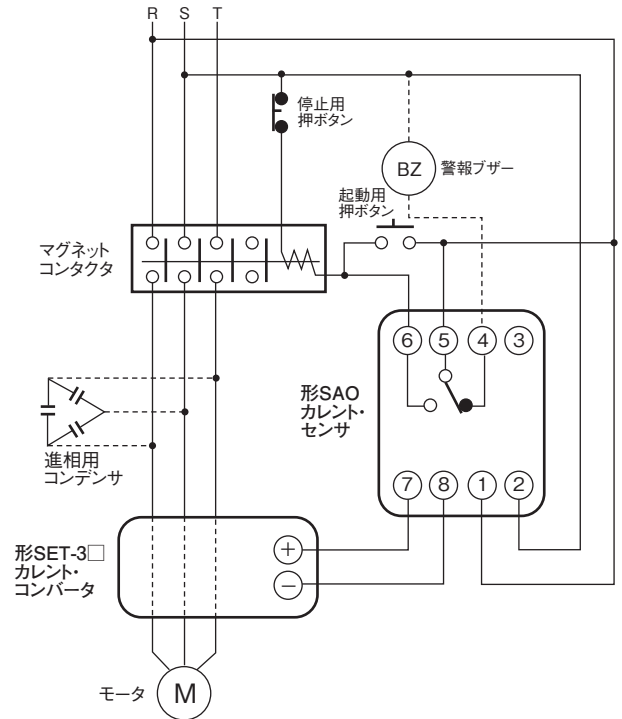 R S T
停止用
押ボタン
BZ 警報ブザー
起動用
押ボタン
マグネット
コンタクタ
6 5 4 3
形SAO
カレント・
センサ
進相用
コンデンサ
7 8 1 2
形SET-3□
カレント・
コンバータ
+
−
モータ M